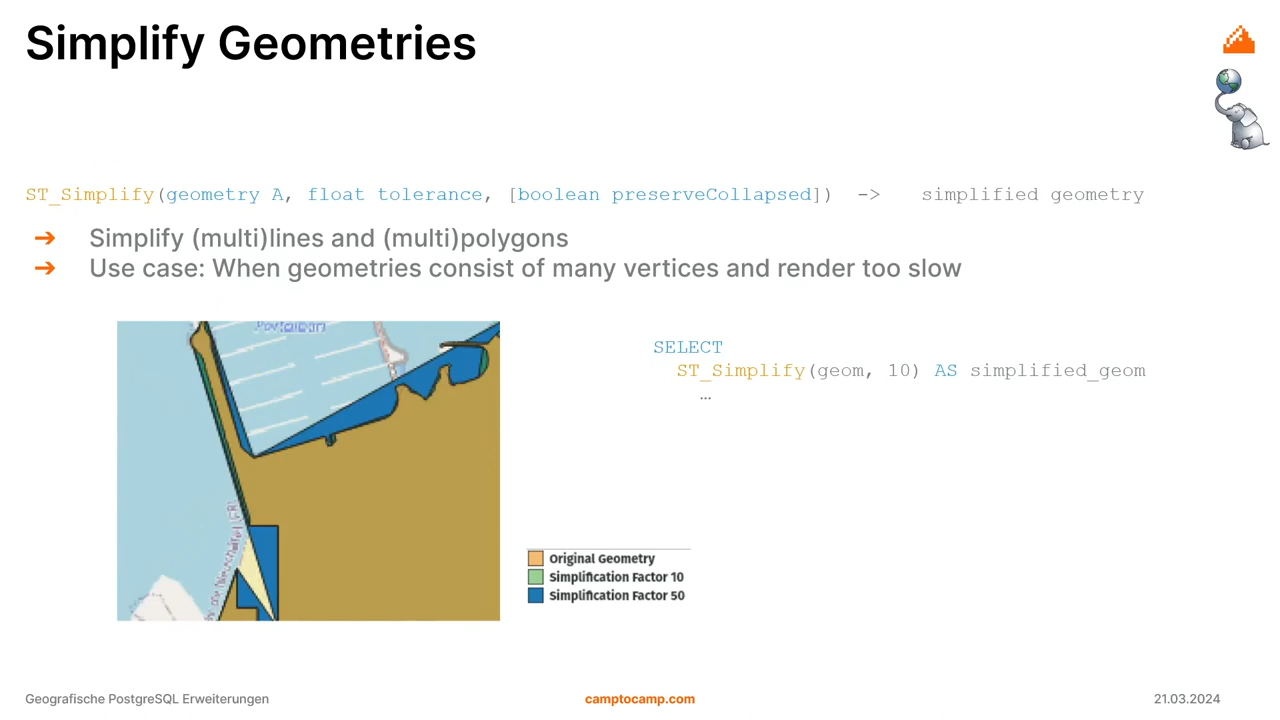 Simplify Geometries
ST_Simplify(geometry A, float tolerance, [boolean preserveCollapsed]) -> simplified geometry
➔ Simplify (multi)lines and (multi)polygons
➔ Use case: When geometries consist of many vertices and render too slow
SELECT
ST_Simplify(geom, 10) AS simplified_geom
…
Original Geometry
Simplification Factor 10
Simplification Factor 50
Geografische PostgreSQL Erweiterungen
camptocamp.com
21.03.2024